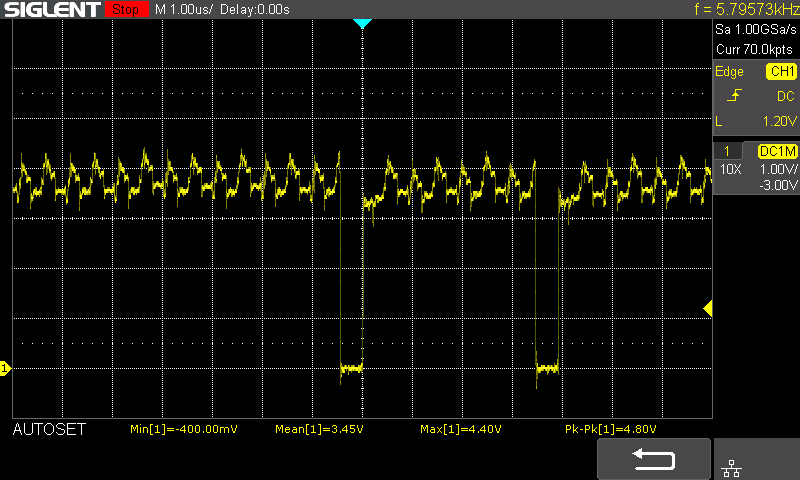 SIGLENT Stop M 1.00us/ Delay:0.00s f = 5.79573kHz
Sa 1.00GSa/s
Curr 70.0kpts
Edge CH1
DC
L 1.20V
1 DC1M
10X 1.00V/
-3.00V
1
AUTOSET Min[1]=-400.00mV Mean[1]=3.45V Max[1]=4.40V Pk-Pk[1]=4.80V